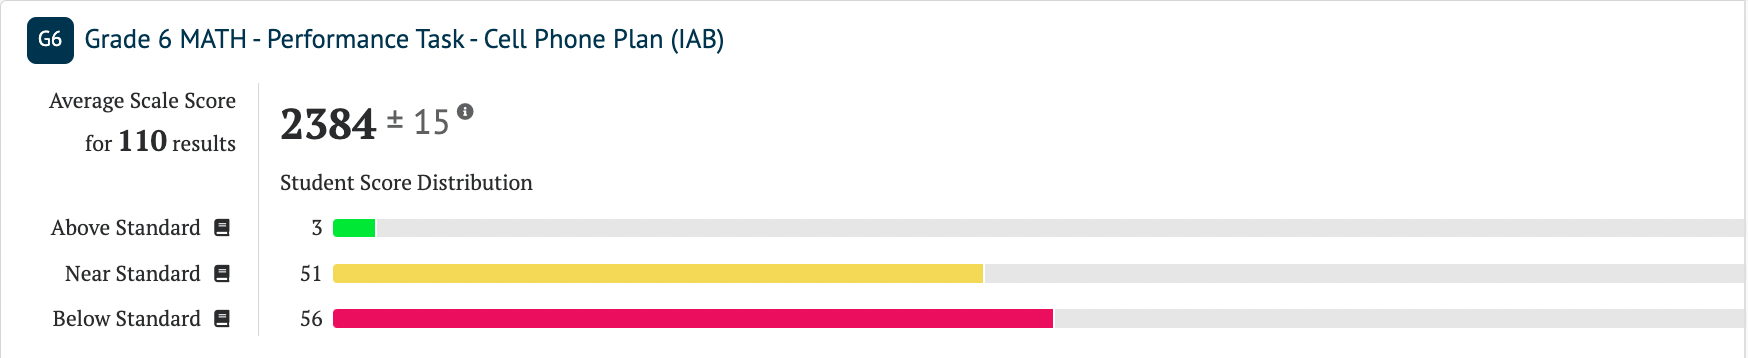 G6 Grade 6 MATH - Performance Task - Cell Phone Plan (IAB)
Average Scale Score
for 110 results
2384 ± 15
Student Score Distribution
Above Standard 3
Near Standard 51
Below Standard 56